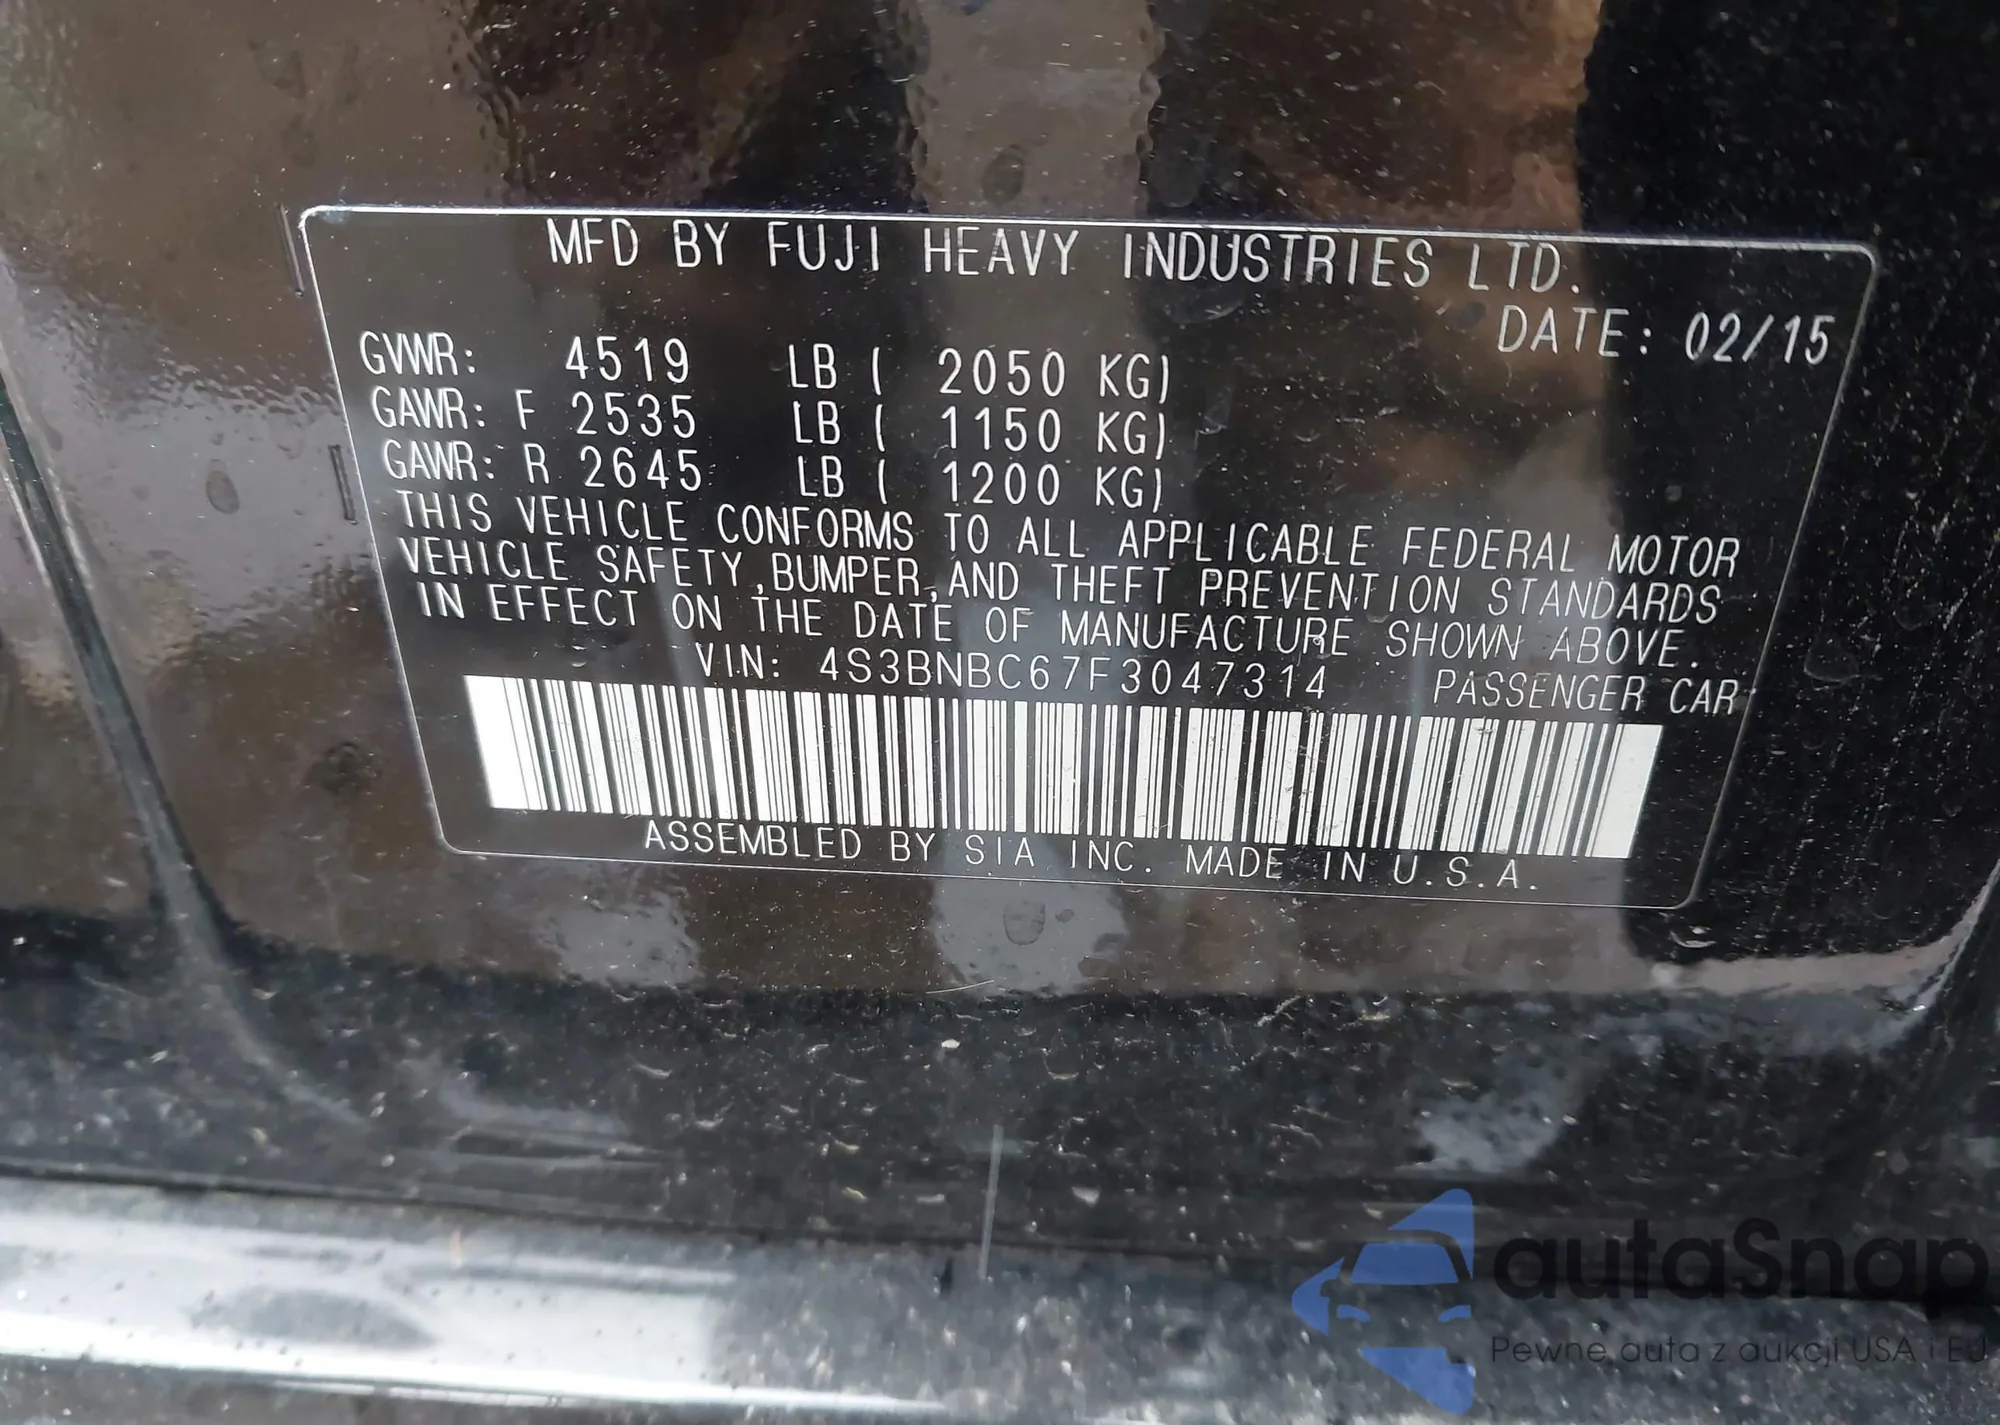 MFD BY FUJI HEAVY INDUSTRIES LTD.
DATE: 02/15
GVWR: 4519 LB ( 2050 KG)
GAWR: F 2535 LB ( 1150 KG)
GAWR: R 2645 LB ( 1200 KG)
THIS VEHICLE CONFORMS TO ALL APPLICABLE FEDERAL MOTOR
VEHICLE SAFETY, BUMPER, AND THEFT PREVENTION STANDARDS
IN EFFECT ON THE DATE OF MANUFACTURE SHOWN ABOVE.
VIN: 4S3BNBC67F3047314 PASSENGER CAR
ASSEMBLED BY SIA INC. MADE IN U.S.A.
autaSnap
Pewne auta z aukcji USA i EU